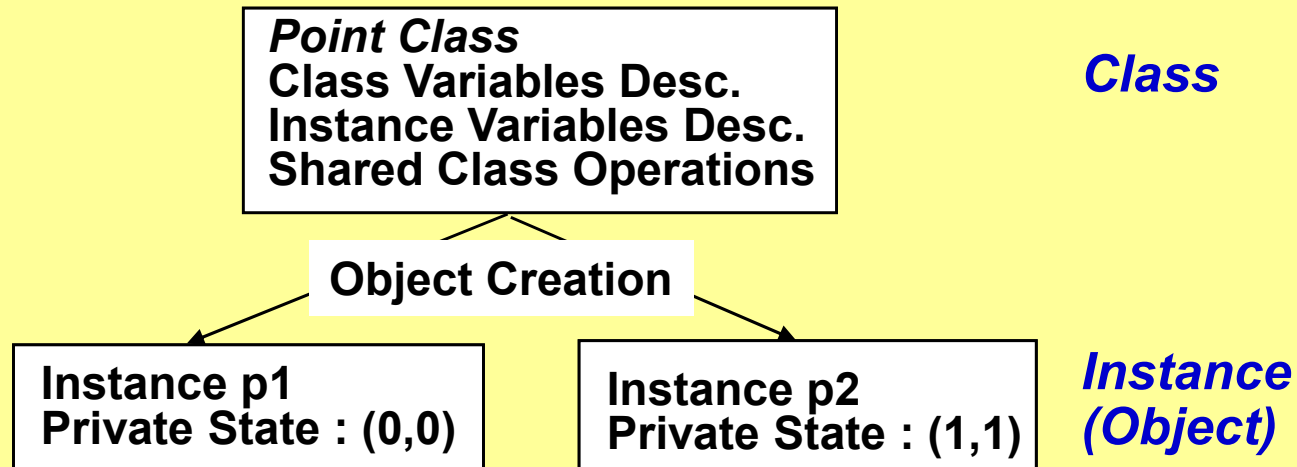 Point Class
Class Variables Desc.
Instance Variables Desc.
Shared Class Operations
Class
Object Creation
Instance p1
Private State : (0,0)
Instance p2
Private State : (1,1)
Instance
(Object)